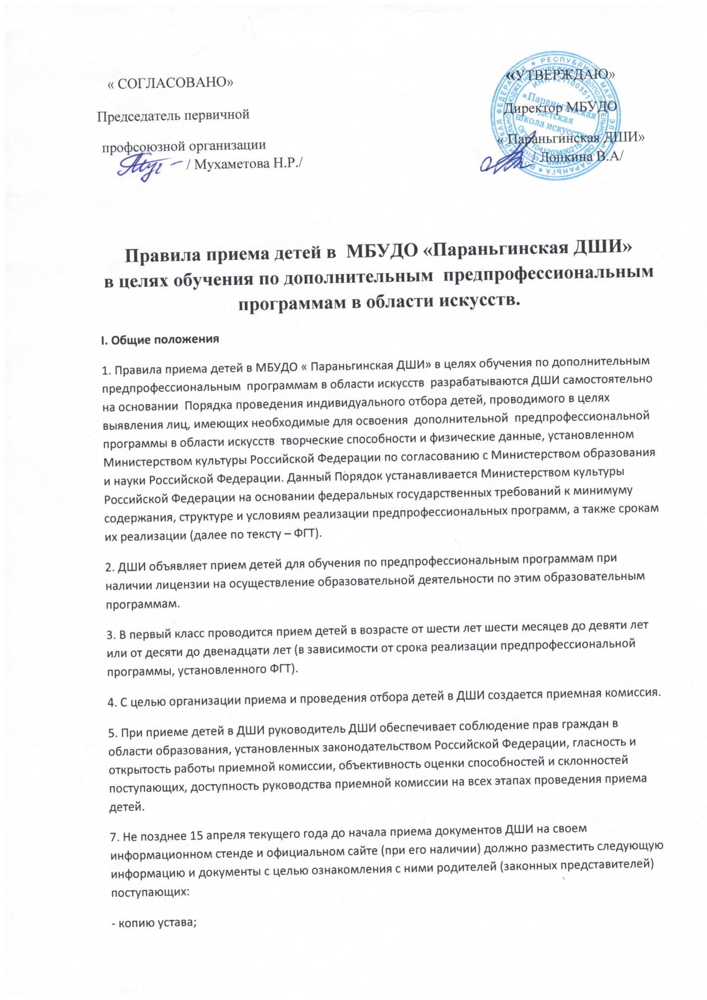 « СОГЛАСОВАНО»
Председатель первичной
профсоюзной организации
/ Мухаметова Н.Р./
«УТВЕРЖДАЮ»
Директор МБУДО
« Параньгинская ДШИ»
/ Лопкина В.А/
«Параньгинская
детская
школа искусств»
Правила приема детей в МБУДО «Параньгинская ДШИ»
в целях обучения по дополнительным предпрофессиональным
программам в области искусств.
I. Общие положения
1. Правила приема детей в МБУДО « Параньгинская ДШИ» в целях обучения по дополнительным
предпрофессиональным программам в области искусств разрабатываются ДШИ самостоятельно
на основании Порядка проведения индивидуального отбора детей, проводимого в целях
выявления лиц, имеющих необходимые для освоения дополнительной предпрофессиональной
программы в области искусств творческие способности и физические данные, установленном
Министерством культуры Российской Федерации по согласованию с Министерством образования
и науки Российской Федерации. Данный Порядок устанавливается Министерством культуры
Российской Федерации на основании федеральных государственных требований к минимуму
содержания, структуре и условиям реализации предпрофессиональных программ, а также срокам
их реализации (далее по тексту – ФГТ).
2. ДШИ объявляет прием детей для обучения по предпрофессиональным программам при
наличии лицензии на осуществление образовательной деятельности по этим образовательным
программам.
3. В первый класс проводится прием детей в возрасте от шести лет шести месяцев до девяти лет
или от десяти до двенадцати лет (в зависимости от срока реализации предпрофессиональной
программы, установленного ФГТ).
4. С целью организации приема и проведения отбора детей в ДШИ создается приемная комиссия.
5. При приеме детей в ДШИ руководитель ДШИ обеспечивает соблюдение прав граждан в
области образования, установленных законодательством Российской Федерации, гласность и
открытость работы приемной комиссии, объективность оценки способностей и склонностей
поступающих, доступность руководства приемной комиссии на всех этапах проведения приема
детей.
7. Не позднее 15 апреля текущего года до начала приема документов ДШИ на своем
информационном стенде и официальном сайте (при его наличии) должно разместить следующую
информацию и документы с целью ознакомления с ними родителей (законных представителей)
поступающих:
- копию устава;